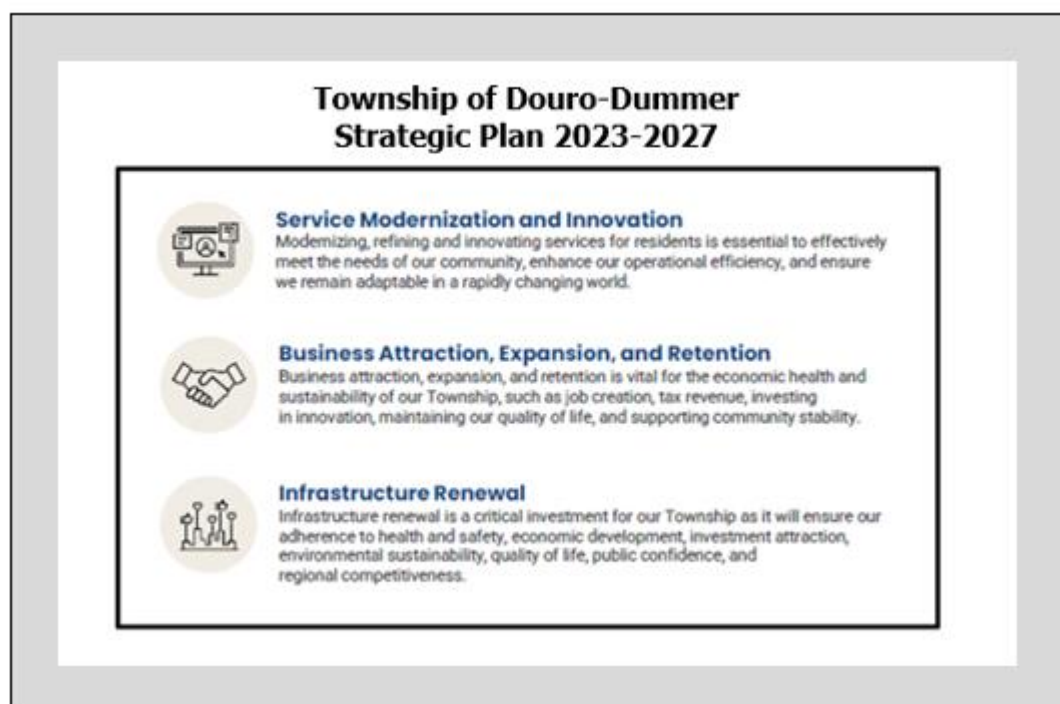 Township of Douro-Dummer
Strategic Plan 2023-2027
Service Modernization and Innovation
Modernizing, refining and innovating services for residents is essential to effectively
meet the needs of our community, enhance our operational efficiency, and ensure
we remain adaptable in a rapidly changing world.
Business Attraction, Expansion, and Retention
Business attraction, expansion, and retention is vital for the economic health and
sustainability of our Township, such as job creation, tax revenue, investing
in innovation, maintaining our quality of life, and supporting community stability.
Infrastructure Renewal
Infrastructure renewal is a critical investment for our Township as it will ensure our
adherence to health and safety, economic development, investment attraction,
environmental sustainability, quality of life, public confidence, and
regional competitiveness.